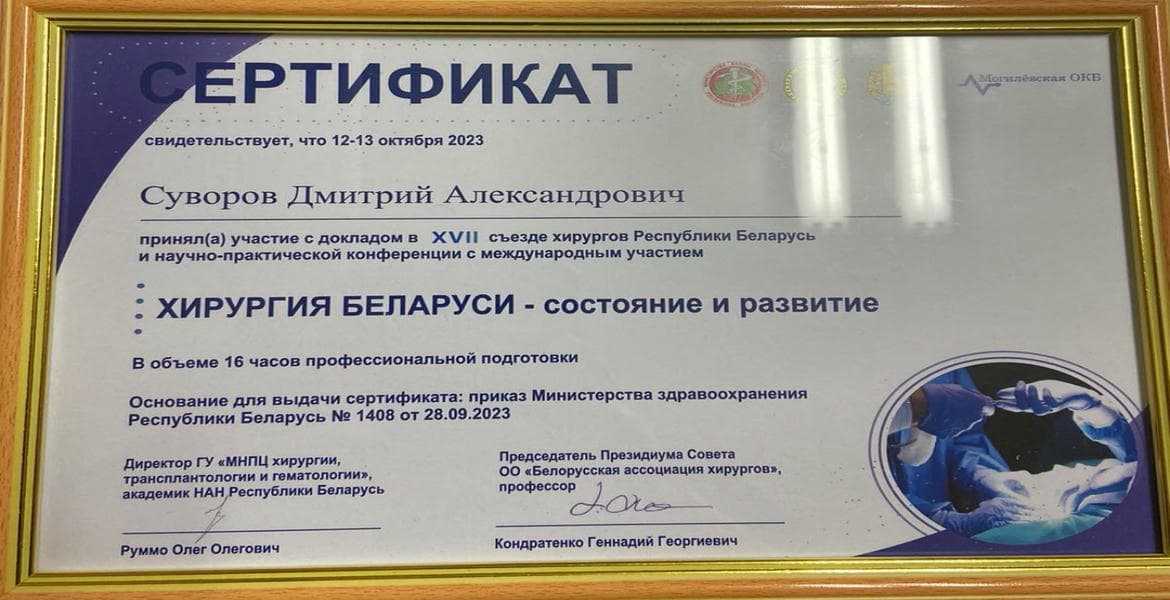 СЕРТИФИКАТ
Могилёвская ОКБ
свидетельствует, что 12-13 октября 2023
Суворов Дмитрий Александрович
принял(а) участие с докладом в XVII съезде хирургов Республики Беларусь
и научно-практической конференции с международным участием
ХИРУРГИЯ БЕЛАРУСИ - состояние и развитие
В объеме 16 часов профессиональной подготовки
Основание для выдачи сертификата: приказ Министерства здравоохранения
Республики Беларусь № 1408 от 28.09.2023
Директор ГУ «МНПЦ хирургии,
трансплантологии и гематологии»,
академик НАН Республики Беларусь
Руммо Олег Олегович
Председатель Президиума Совета
ОО «Белорусская ассоциация хирургов»,
профессор
Кондратенко Геннадий Георгиевич